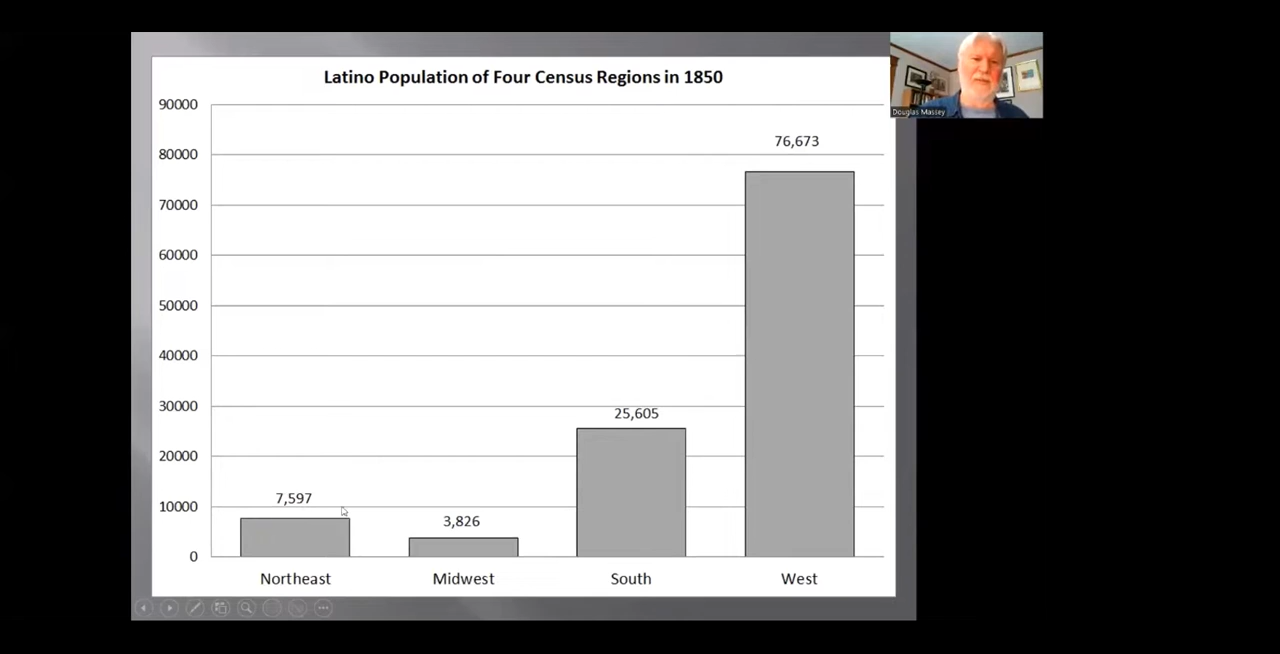 Latino Population of Four Census Regions in 1850
90000
80000
70000
60000
50000
40000
30000
20000
10000
0
7,597
3,826
25,605
76,673
Northeast
Midwest
South
West
Douglas Massey